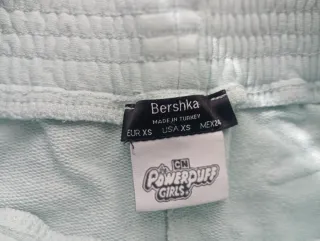 Bershka
MADE IN TURKEY
EUR XS USA XS MEX 24
CN
POWERPUFF
GIRLS